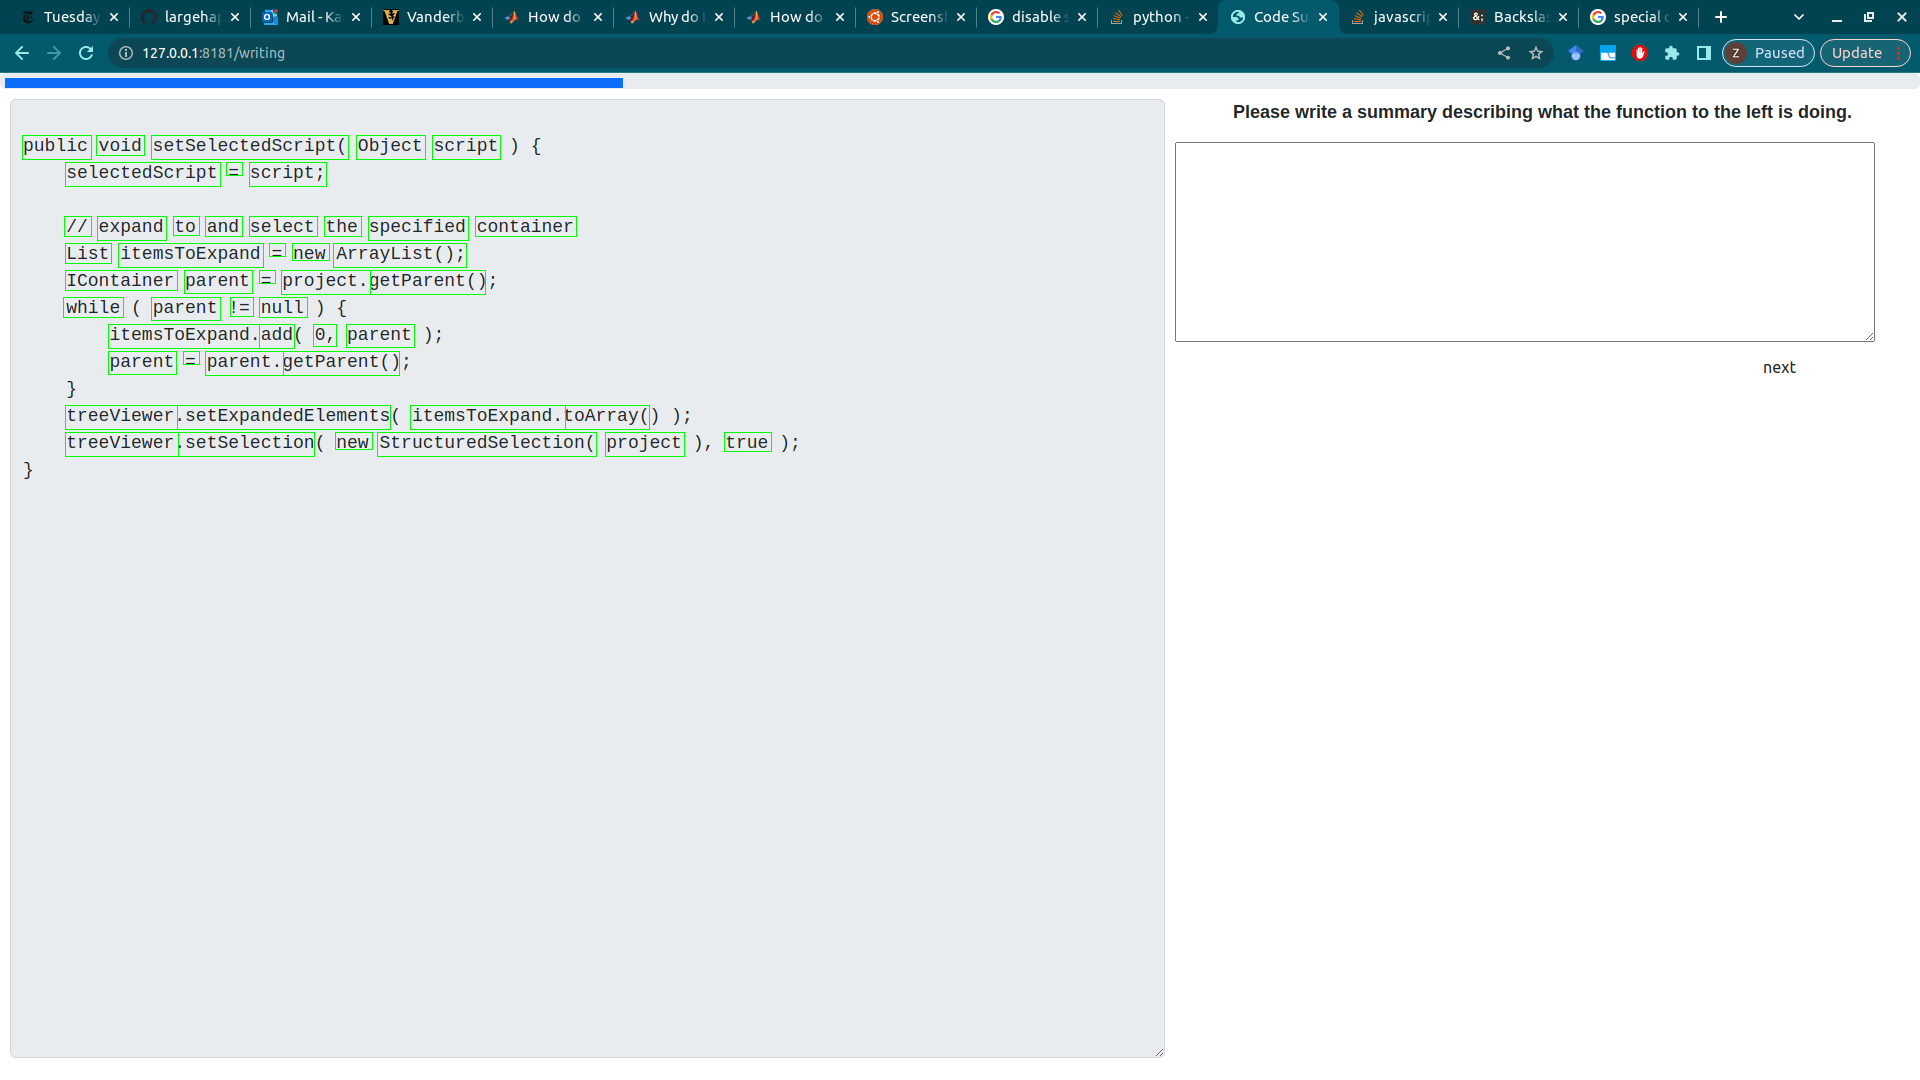 Tuesday
largehap
Mail - Ka
Vanderb
How do
Why do
How do
Screensh
disable s
python -
Code Su
javascrip
Backslas
special c
127.0.0.1:8181/writing
Z Paused
Update
public void setSelectedScript( Object script ) {
selectedScript = script;
// expand to and select the specified container
List itemsToExpand = new ArrayList();
IContainer parent = project.getParent();
while ( parent != null ) {
itemsToExpand.add( 0, parent );
parent = parent.getParent();
}
treeViewer.setExpandedElements( itemsToExpand.toArray() );
treeViewer.setSelection( new StructuredSelection( project ), true );
}
Please write a summary describing what the function to the left is doing.
next